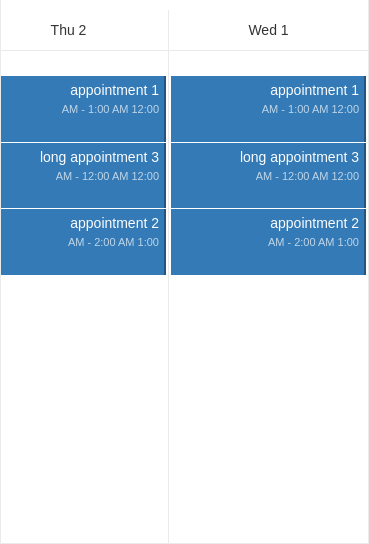 Wed 1
Thu 2
appointment 1
AM - 1:00 AM 12:00
long appointment 3
AM - 12:00 AM 12:00
appointment 2
AM - 2:00 AM 1:00
appointment 1
AM - 1:00 AM 12:00
long appointment 3
AM - 12:00 AM 12:00
appointment 2
AM - 2:00 AM 1:00